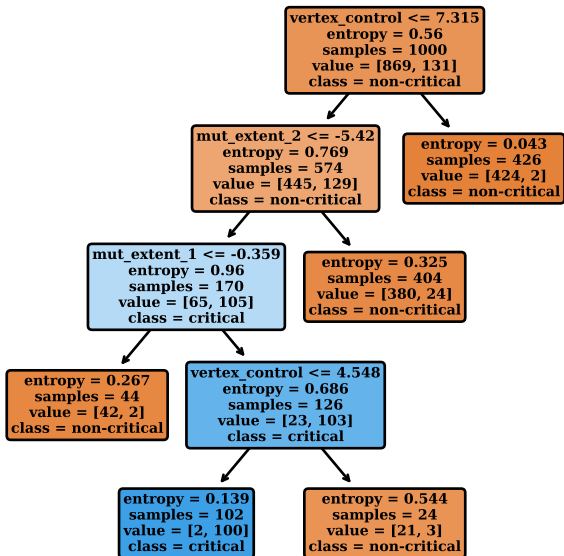 vertex_control <= 7.315
entropy = 0.56
samples = 1000
value = [869, 131]
class = non-critical
mut_extent_2 <= -5.42
entropy = 0.769
samples = 574
value = [445, 129]
class = non-critical
entropy = 0.043
samples = 426
value = [424, 2]
class = non-critical
mut_extent_1 <= -0.359
entropy = 0.96
samples = 170
value = [65, 105]
class = critical
entropy = 0.325
samples = 404
value = [380, 24]
class = non-critical
entropy = 0.267
samples = 44
value = [42, 2]
class = non-critical
vertex_control <= 4.548
entropy = 0.686
samples = 126
value = [23, 103]
class = critical
entropy = 0.139
samples = 102
value = [2, 100]
class = critical
entropy = 0.544
samples = 24
value = [21, 3]
class = non-critical